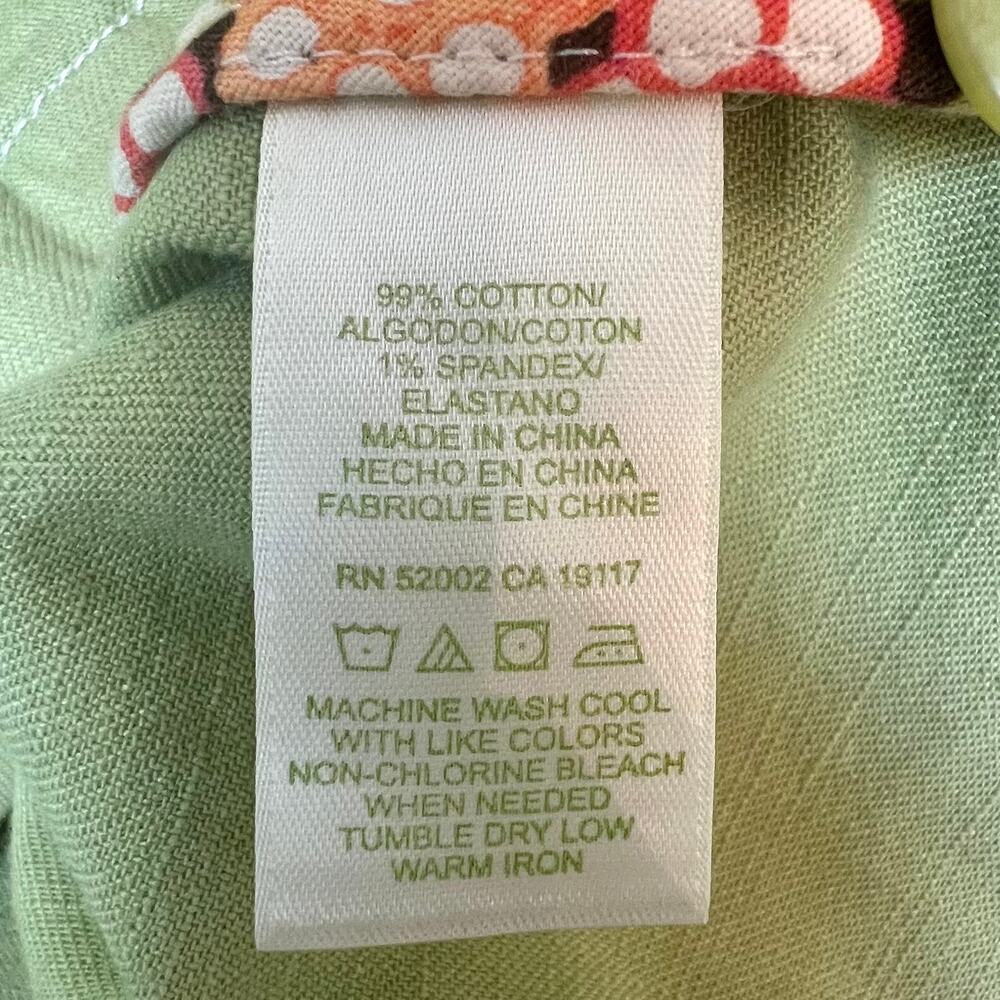 99% COTTON/
ALGODON/COTON
1% SPANDEX/
ELASTANO
MADE IN CHINA
HECHO EN CHINA
FABRIQUE EN CHINE
RN 52002 CA 19117
MACHINE WASH COOL
WITH LIKE COLORS
NON-CHLORINE BLEACH
WHEN NEEDED
TUMBLE DRY LOW
WARM IRON